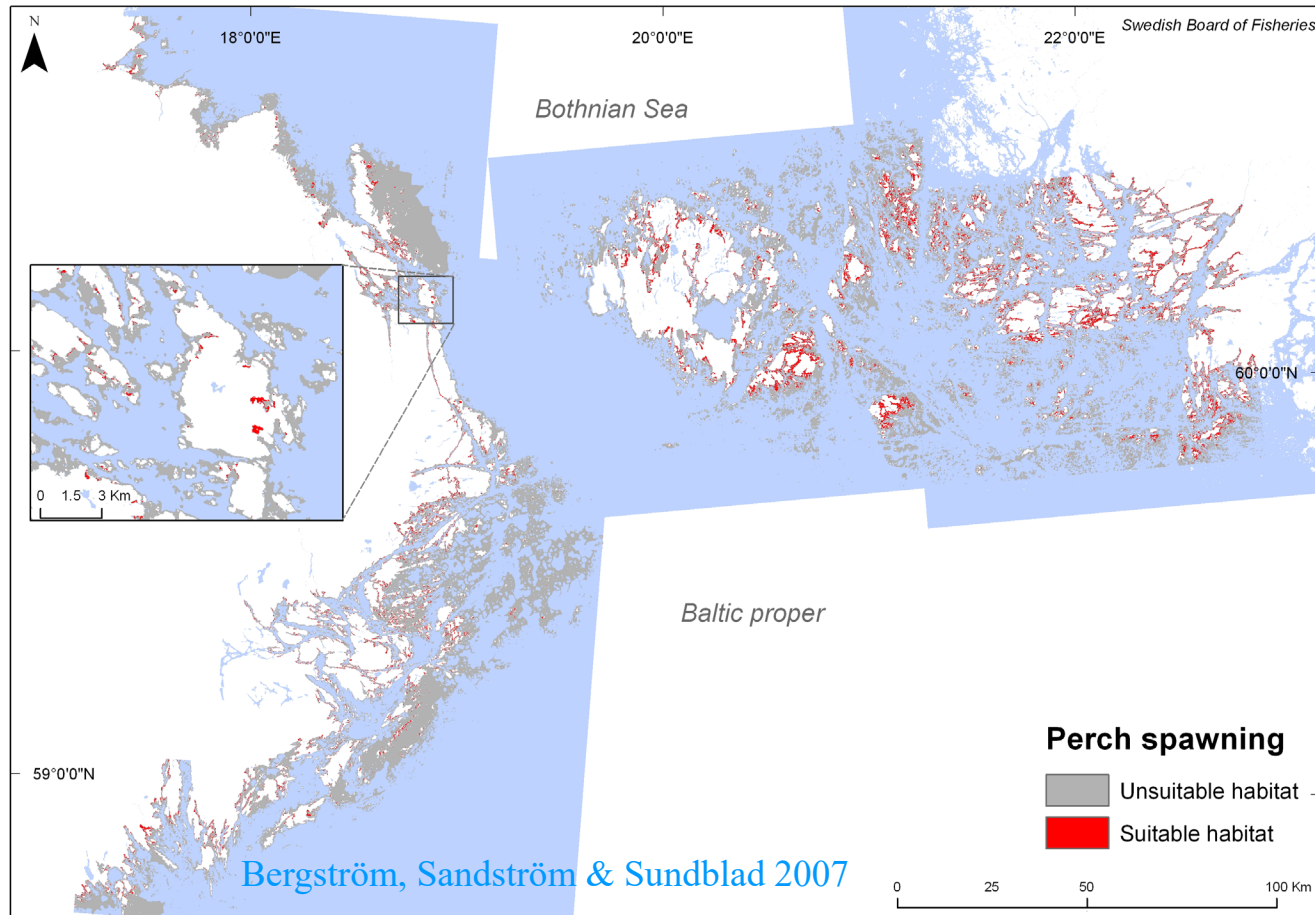 N
18°0'0"E
20°0'0"E
22°0'0"E
Swedish Board of Fisheries
Bothnian Sea
60°0'0"N
0 1.5 3 Km
Baltic proper
Perch spawning
59°0'0"N
Unsuitable habitat
Suitable habitat
Bergström, Sandström & Sundblad 2007
0 25 50 100 Km